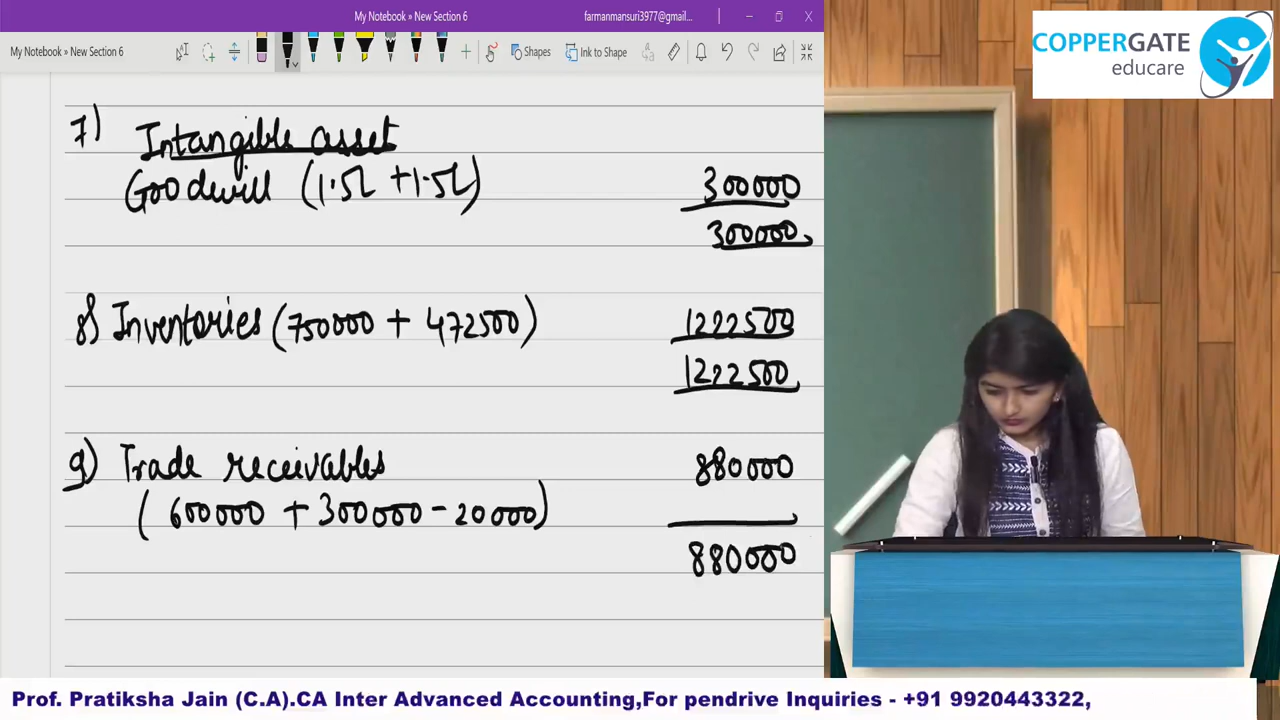 My Notebook » New Section 6
farmanmansuri3977@gmail...
My Notebook » New Section 6
Shapes
Ink to Shape
COPPERGATE
educare
7) Intangible asset
Goodwill (1.5L + 1.5L) 300000
300000
8) Inventories (750000 + 472500) 1222500
1222500
9) Trade receivables 880000
(600000 + 300000 - 20000)
880000
Prof. Pratiksha Jain (C.A).CA Inter Advanced Accounting,For pendrive Inquiries - +91 9920443322,